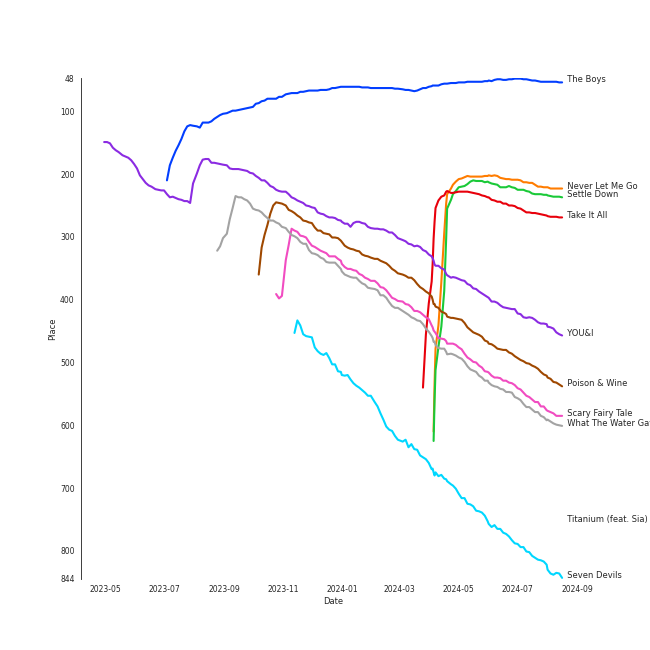 48
100
200
300
400
500
600
700
800
844
Place
2023-05 2023-07 2023-09 2023-11 2024-01 2024-03 2024-05 2024-07 2024-09
Date
The Boys
Never Let Me Go
Settle Down
Take It All
YOU&I
Poison & Wine
Scary Fairy Tale
What The Water Ga
Titanium (feat. Sia)
Seven Devils